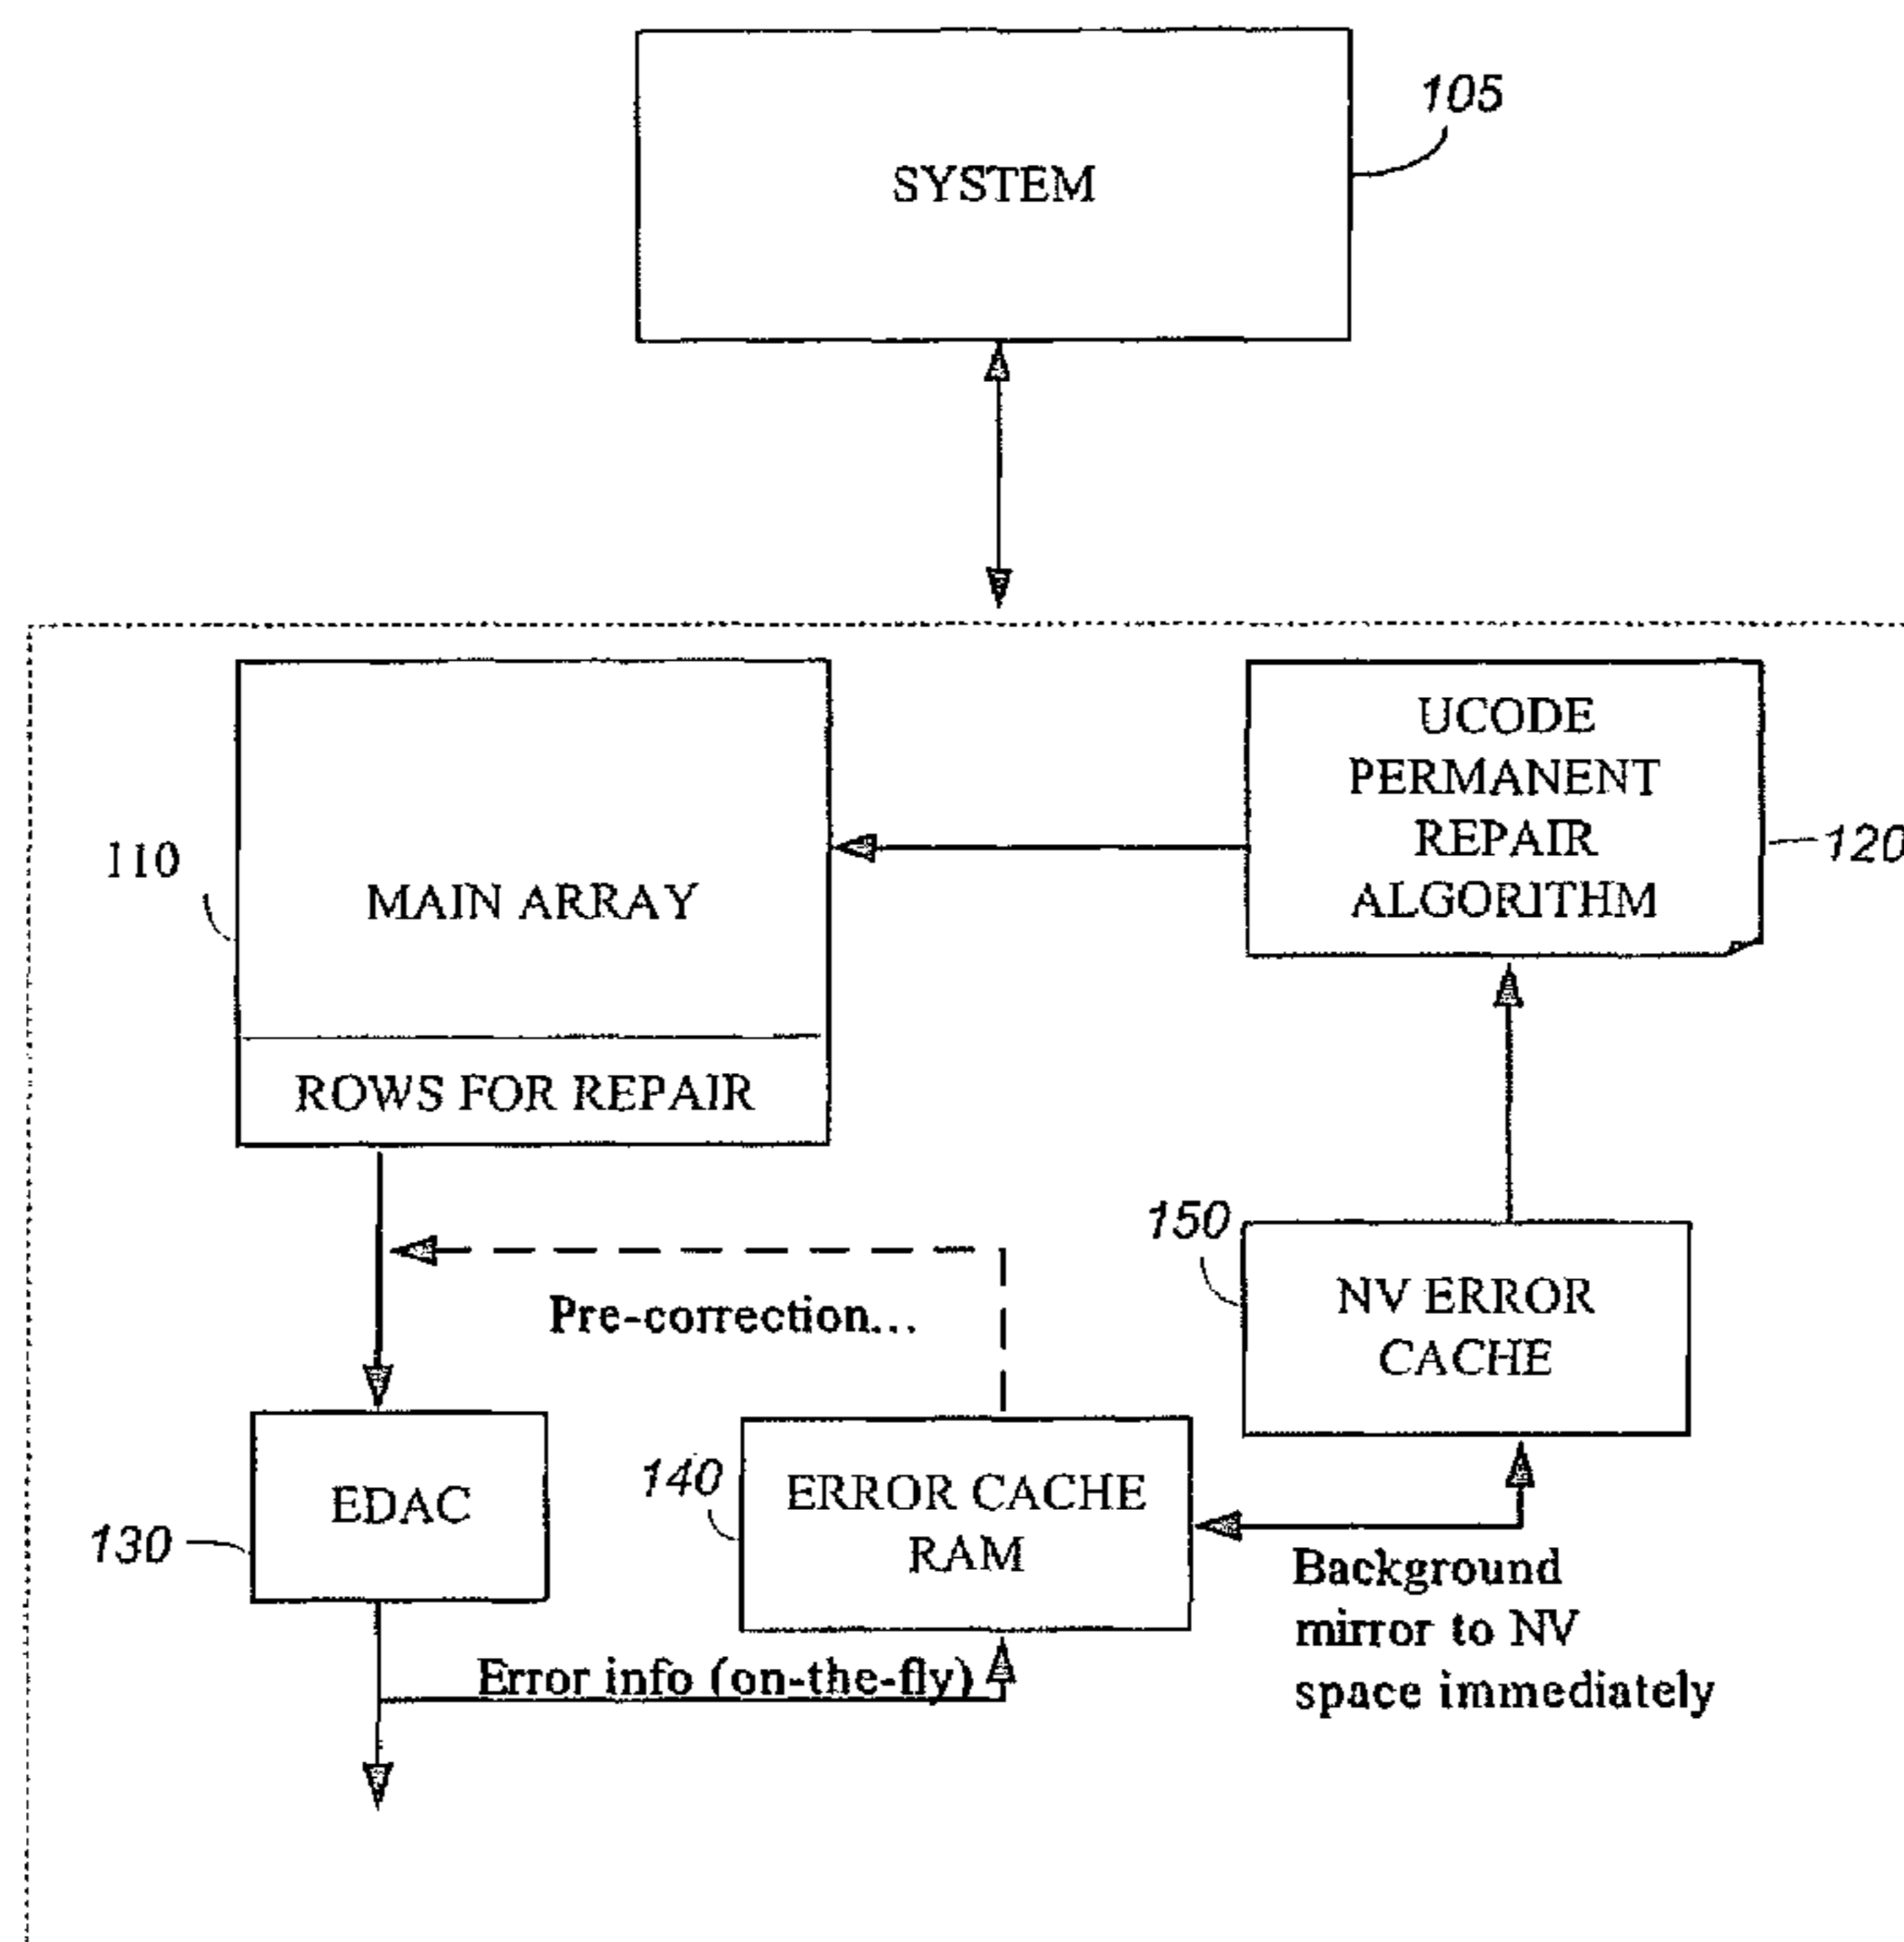 105
SYSTEM
UCODE
PERMANENT
REPAIR
ALGORITHM
120
110
MAIN ARRAY
ROWS FOR REPAIR
150
NV ERROR
CACHE
Pre-correction...
140
ERROR CACHE
RAM
EDAC
130
Background
mirror to NV
space immediately
Error info (on-the-fly)